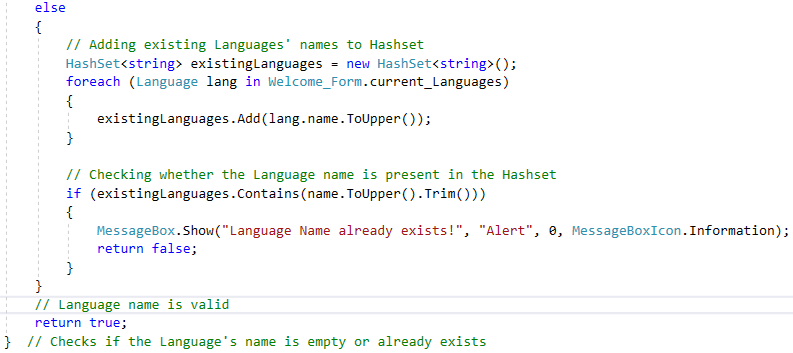 else
{
// Adding existing Languages' names to Hashset
HashSet<string> existingLanguages = new HashSet<string>();
foreach (Language lang in Welcome_Form.current_Languages)
{
existingLanguages.Add(lang.name.ToUpper());
}
// Checking whether the Language name is present in the Hashset
if (existingLanguages.Contains(name.ToUpper().Trim()))
{
MessageBox.Show("Language Name already exists!", "Alert", 0, MessageBoxIcon.Information);
return false;
}
}
// Language name is valid
return true;
} // Checks if the Language's name is empty or already exists